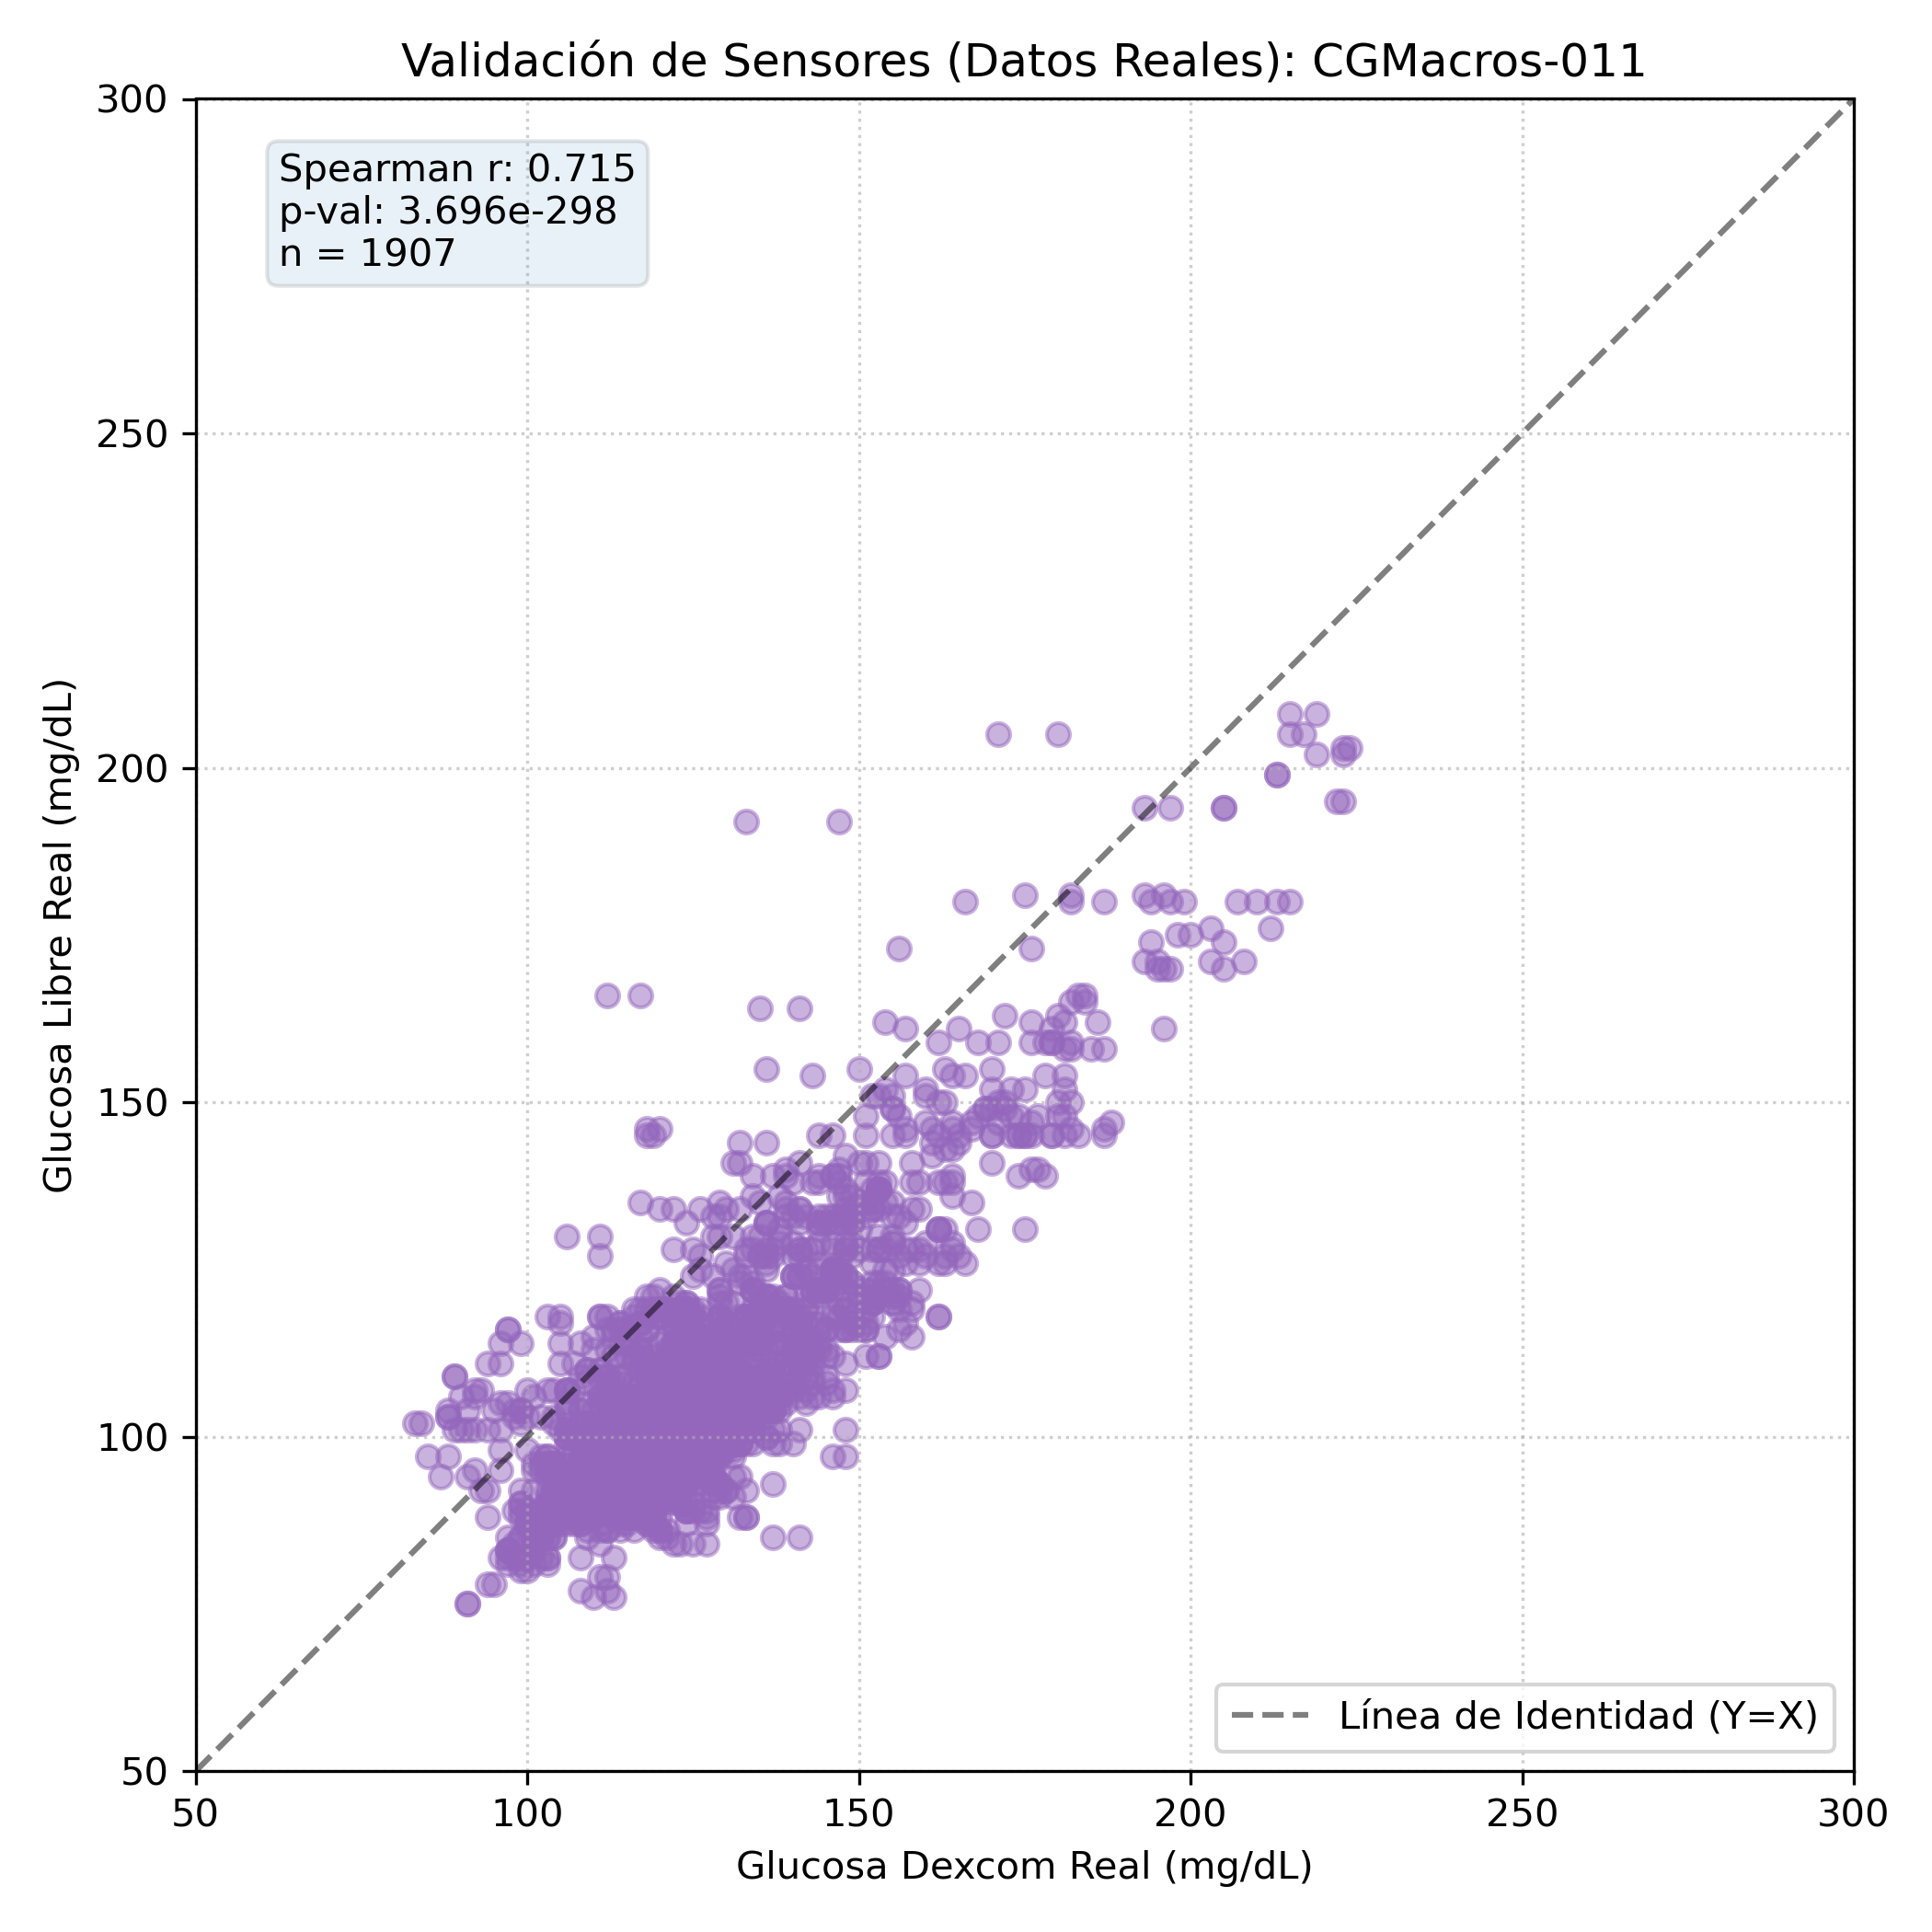 Validación de Sensores (Datos Reales): CGMacros-011
300
250
200
150
100
50
Glucosa Libre Real (mg/dL)
Spearman r: 0.715
p-val: 3.696e-298
n = 1907
Línea de Identidad (Y=X)
50
100
150
200
250
300
Glucosa Dexcom Real (mg/dL)